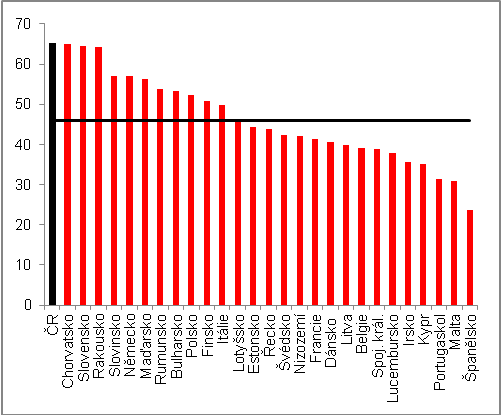 70
60
50
40
30
20
10
0
ČR
Chorvatsko
Slovensko
Rakousko
Slovinsko
Německo
Maďarsko
Rumunsko
Bulharsko
Polsko
Finsko
Itálie
Lotyšsko
Estonsko
Řecko
Švédsko
Nizozemí
Francie
Dánsko
Litva
Belgie
Spoj. král.
Lucembursko
Irsko
Kypr
Portugaskol
Malta
Španělsko